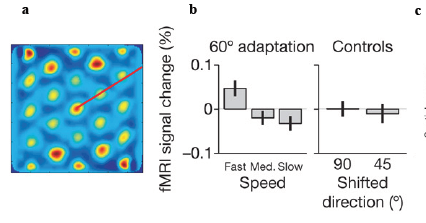 a
b
c
60° adaptation
Controls
fMRI signal change (%)
0.1
0
−0.1
Fast Med. Slow
Speed
90 45
Shifted
direction (°)